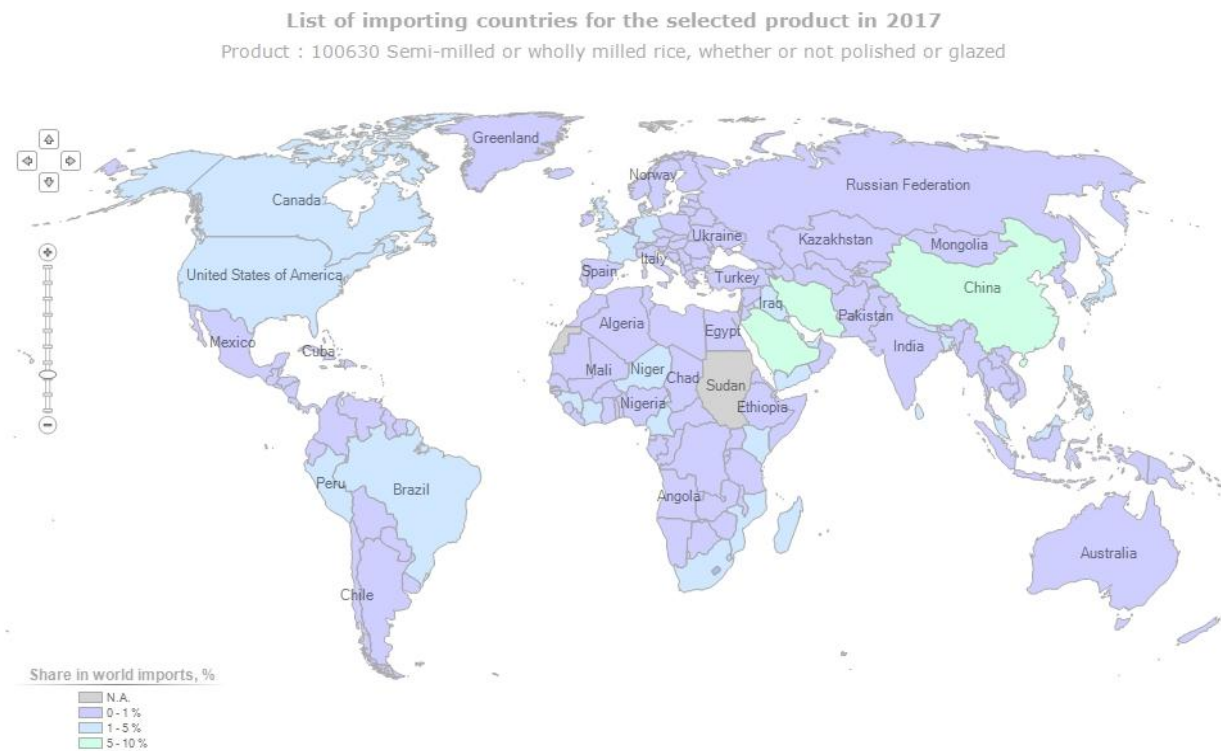 List of importing countries for the selected product in 2017
Product : 100630 Semi-milled or wholly milled rice, whether or not polished or glazed
Greenland
Norway
Russian Federation
Canada
Ukraine
Kazakhstan
Mongolia
Italy
United States of America
Spain
Turkey
China
Iraq
Pakistan
Algeria
Egypt
Mexico
India
Cuba
Mali
Niger
Chad
Sudan
Nigeria
Ethiopia
Peru
Brazil
Angola
Australia
Chile
Share in world imports, %
N.A.
0 - 1 %
1 - 5 %
5 - 10 %